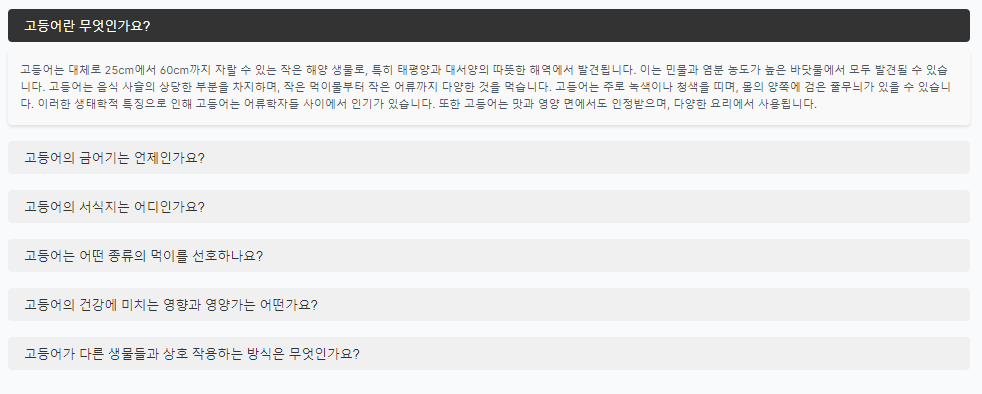 고등어란 무엇인가요?
고등어는 대체로 25cm에서 60cm까지 자랄 수 있는 작은 해양 생물로, 특히 태평양과 대서양의 따뜻한 해역에서 발견됩니다. 이는 민물과 염분 농도가 높은 바닷물에서 모두 발견될 수 있습
니다. 고등어는 음식 사슬의 상당한 부분을 차지하며, 작은 먹이물부터 작은 어류까지 다양한 것을 먹습니다. 고등어는 주로 녹색이나 청색을 띠며, 몸의 양쪽에 검은 줄무늬가 있을 수 있습니
다. 이러한 생태학적 특징으로 인해 고등어는 어류학자들 사이에서 인기가 있습니다. 또한 고등어는 맛과 영양 면에서도 인정받으며, 다양한 요리에서 사용됩니다.
고등어의 금어기는 언제인가요?
고등어의 서식지는 어디인가요?
고등어는 어떤 종류의 먹이를 선호하나요?
고등어의 건강에 미치는 영향과 영양가는 어떤가요?
고등어가 다른 생물들과 상호 작용하는 방식은 무엇인가요?